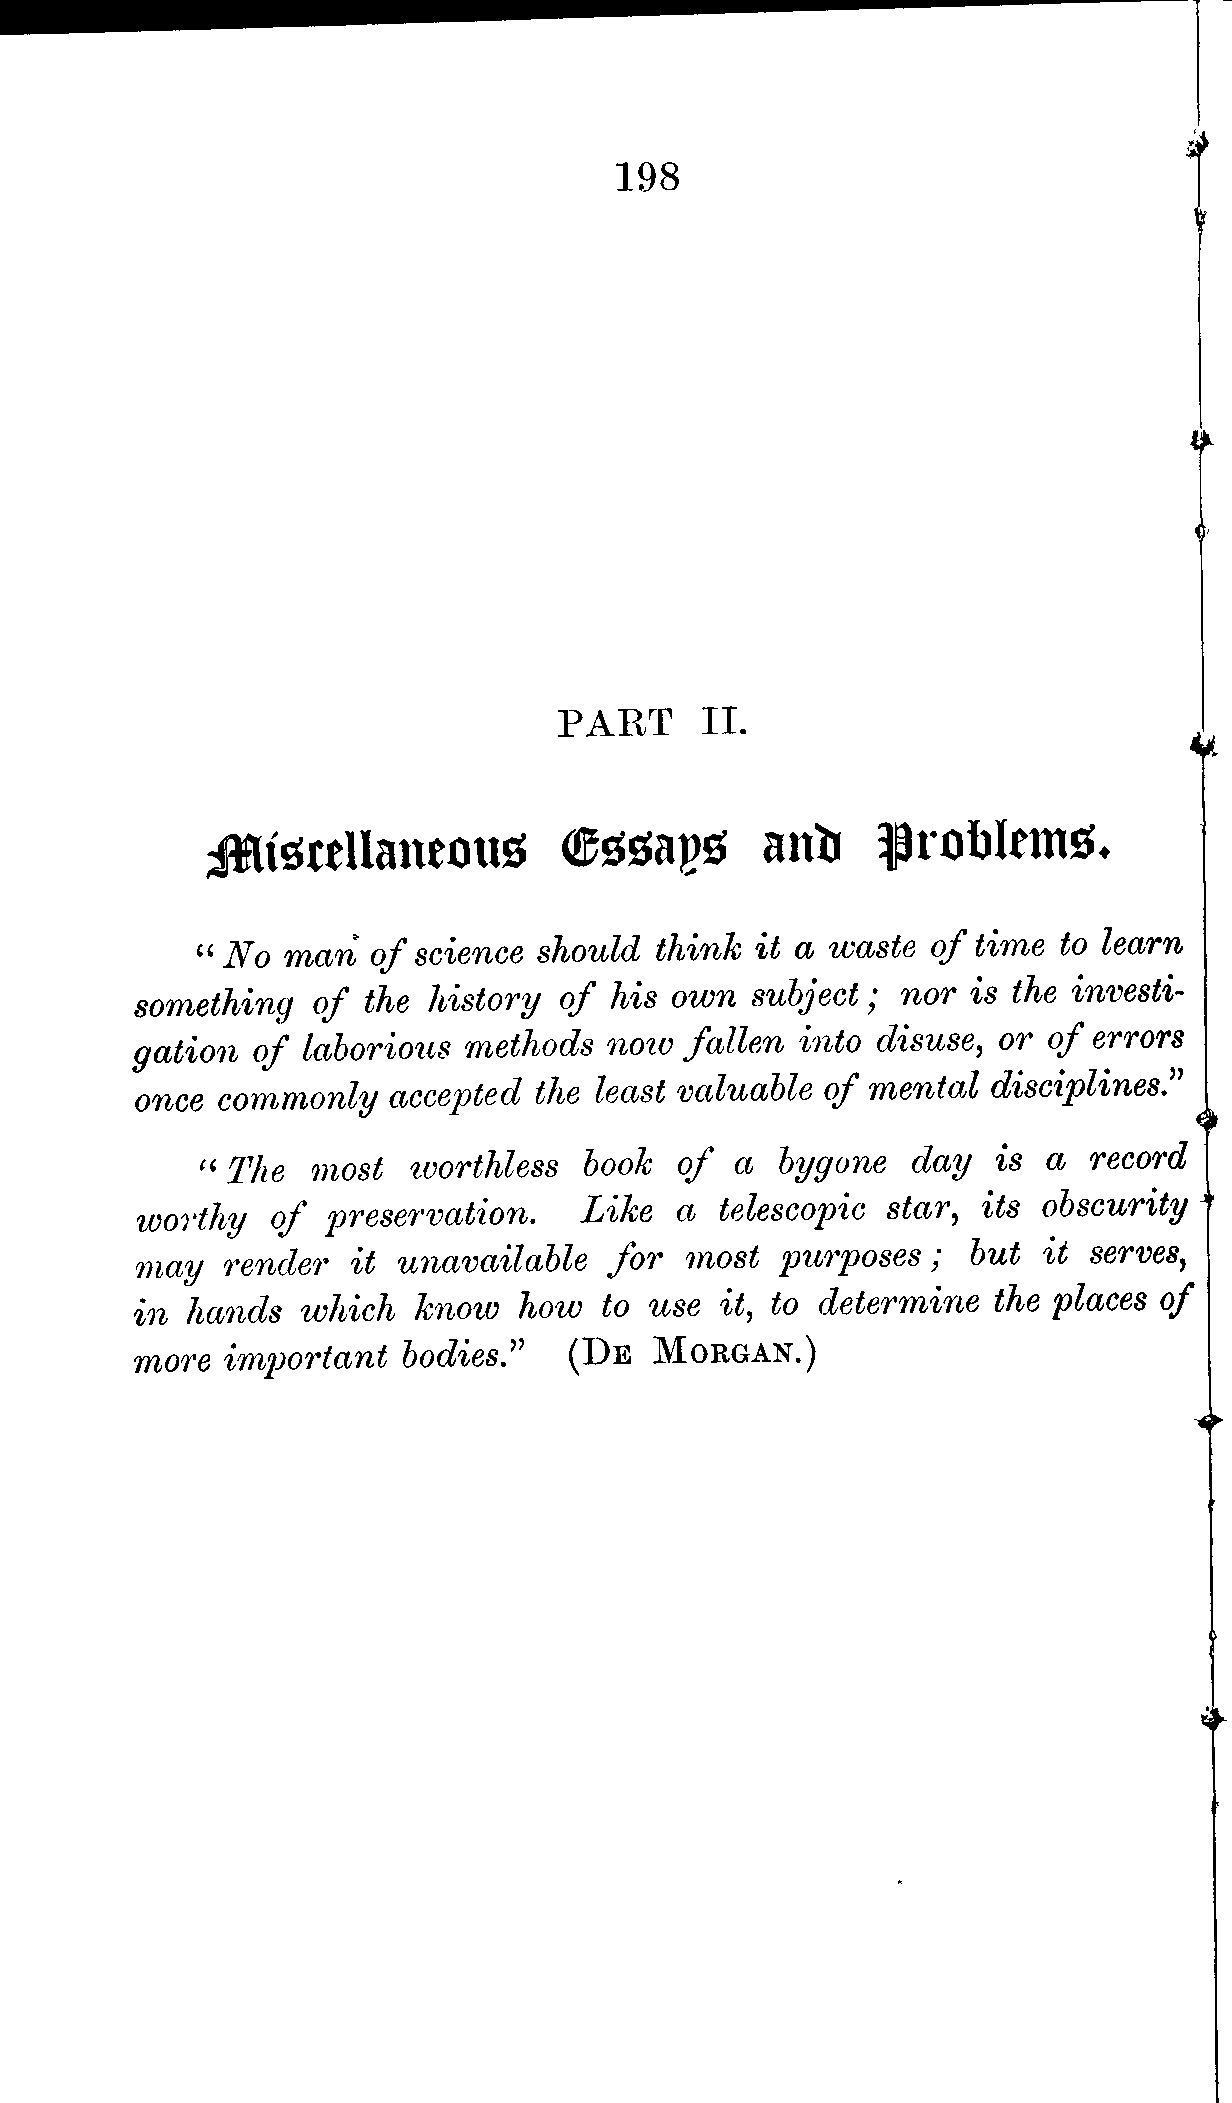 198
PART II.
Miscellaneous Essays and Problems.
"No man of science should think it a waste of time to learn
something of the history of his own subject; nor is the investi-
gation of laborious methods now fallen into disuse, or of errors
once commonly accepted the least valuable of mental disciplines."
"The most worthless book of a bygone day is a record
worthy of preservation. Like a telescopic star, its obscurity
may render it unavailable for most purposes; but it serves,
in hands which know how to use it, to determine the places of
more important bodies." (DE MORGAN.)